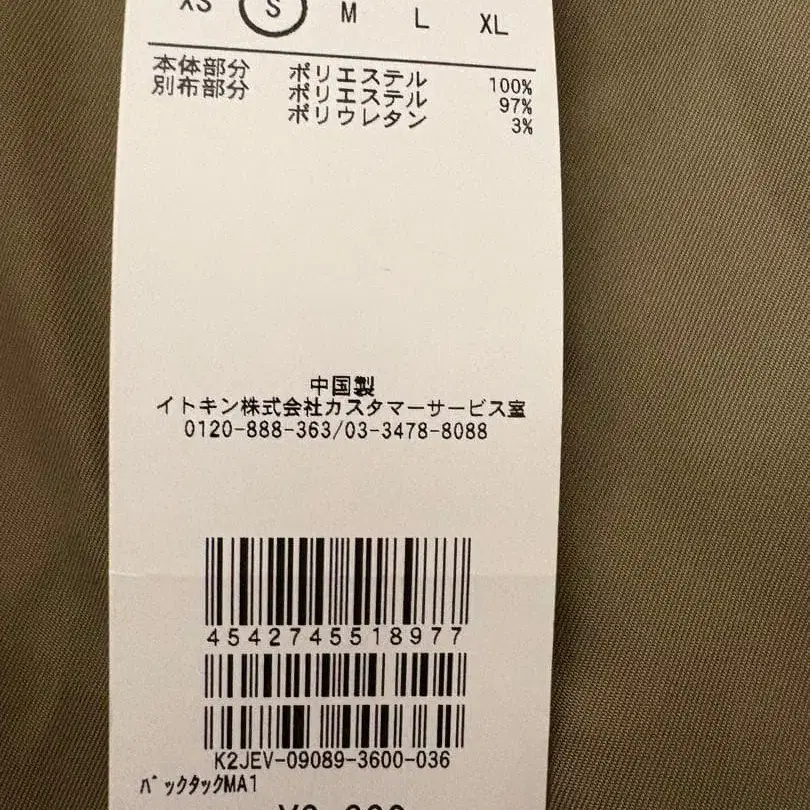 XS S M L XL
本体部分 ポリエステル 100%
別布部分 ポリエステル 97%
ポリウレタン 3%
中国製
イトキン株式会社カスタマーサービス室
0120-888-363/03-3478-8088
4542745518977
K2JEV-09089-3600-036
バックタックMA1